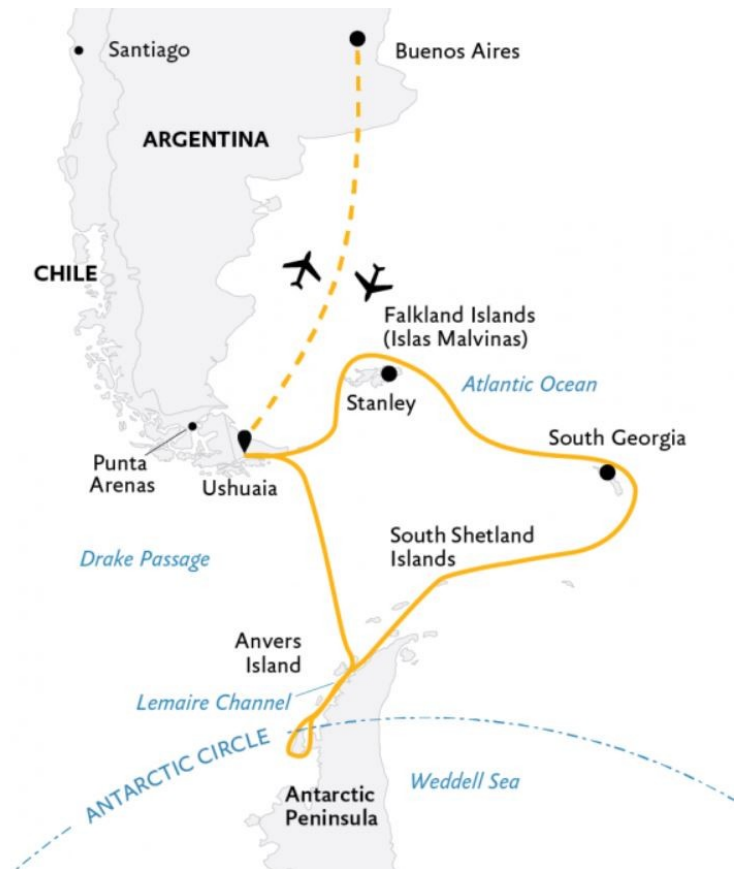 Santiago
Buenos Aires
ARGENTINA
CHILE
Falkland Islands
(Islas Malvinas)
Atlantic Ocean
Stanley
South Georgia
Punta
Arenas
Ushuaia
South Shetland
Islands
Drake Passage
Anvers
Island
Lemaire Channel
ANTARCTIC CIRCLE
Weddell Sea
Antarctic
Peninsula